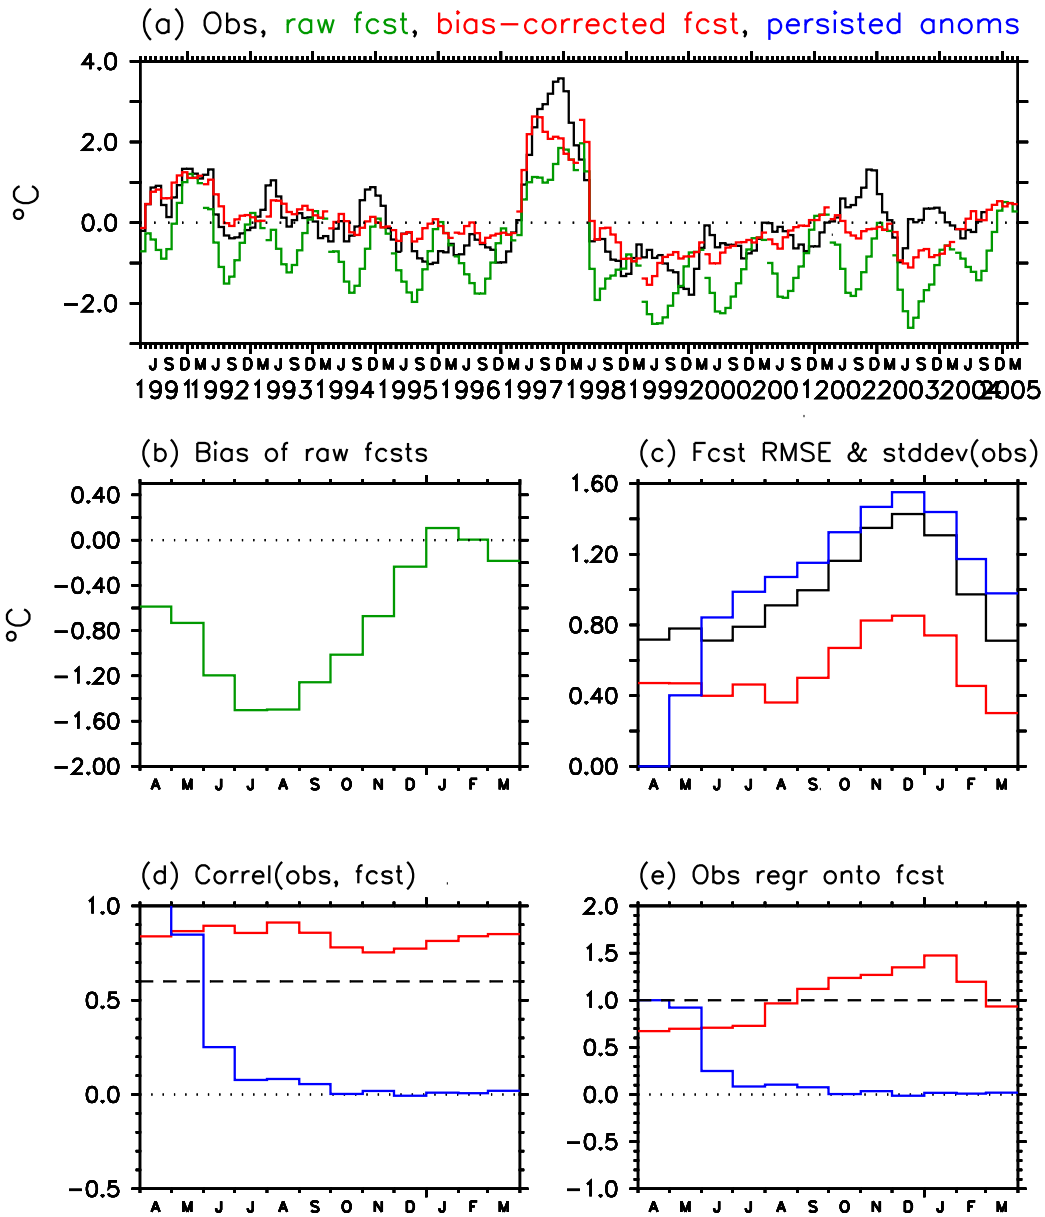 (a) Obs, raw fcst, bias-corrected fcst, persisted anoms
4.0
2.0
0.0
-2.0
°C
J S D M J S D M J S D M J S D M J S D M J S D M J S D M J S D M J S D M J S D M J S D M J S D M J S D M J S D M
1991 1992 1993 1994 1995 1996 1997 1998 1999 2000 2001 2002 2003 2004 2005
(b) Bias of raw fcsts
0.40
0.00
-0.40
-0.80
-1.20
-1.60
-2.00
°C
A M J J A S O N D J F M
(c) Fcst RMSE & stddev(obs)
1.60
1.20
0.80
0.40
0.00
A M J J A S O N D J F M
(d) Correl(obs, fcst)
1.0
0.5
0.0
-0.5
A M J J A S O N D J F M
(e) Obs regr onto fcst
2.0
1.5
1.0
0.5
0.0
-0.5
-1.0
A M J J A S O N D J F M